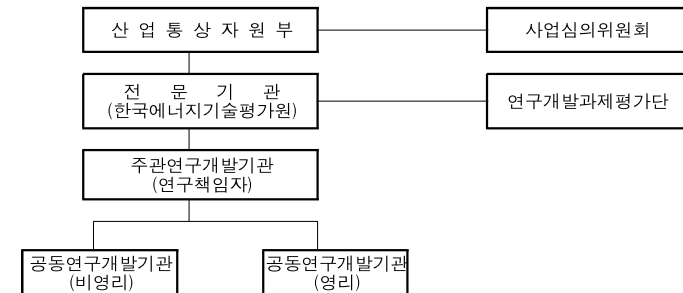 산 업 통 상 자 원 부
사업심의위원회
전 문 기 관
(한국에너지기술평가원)
연구개발과제평가단
주관연구개발기관
(연구책임자)
공동연구개발기관
(비영리)
공동연구개발기관
(영리)